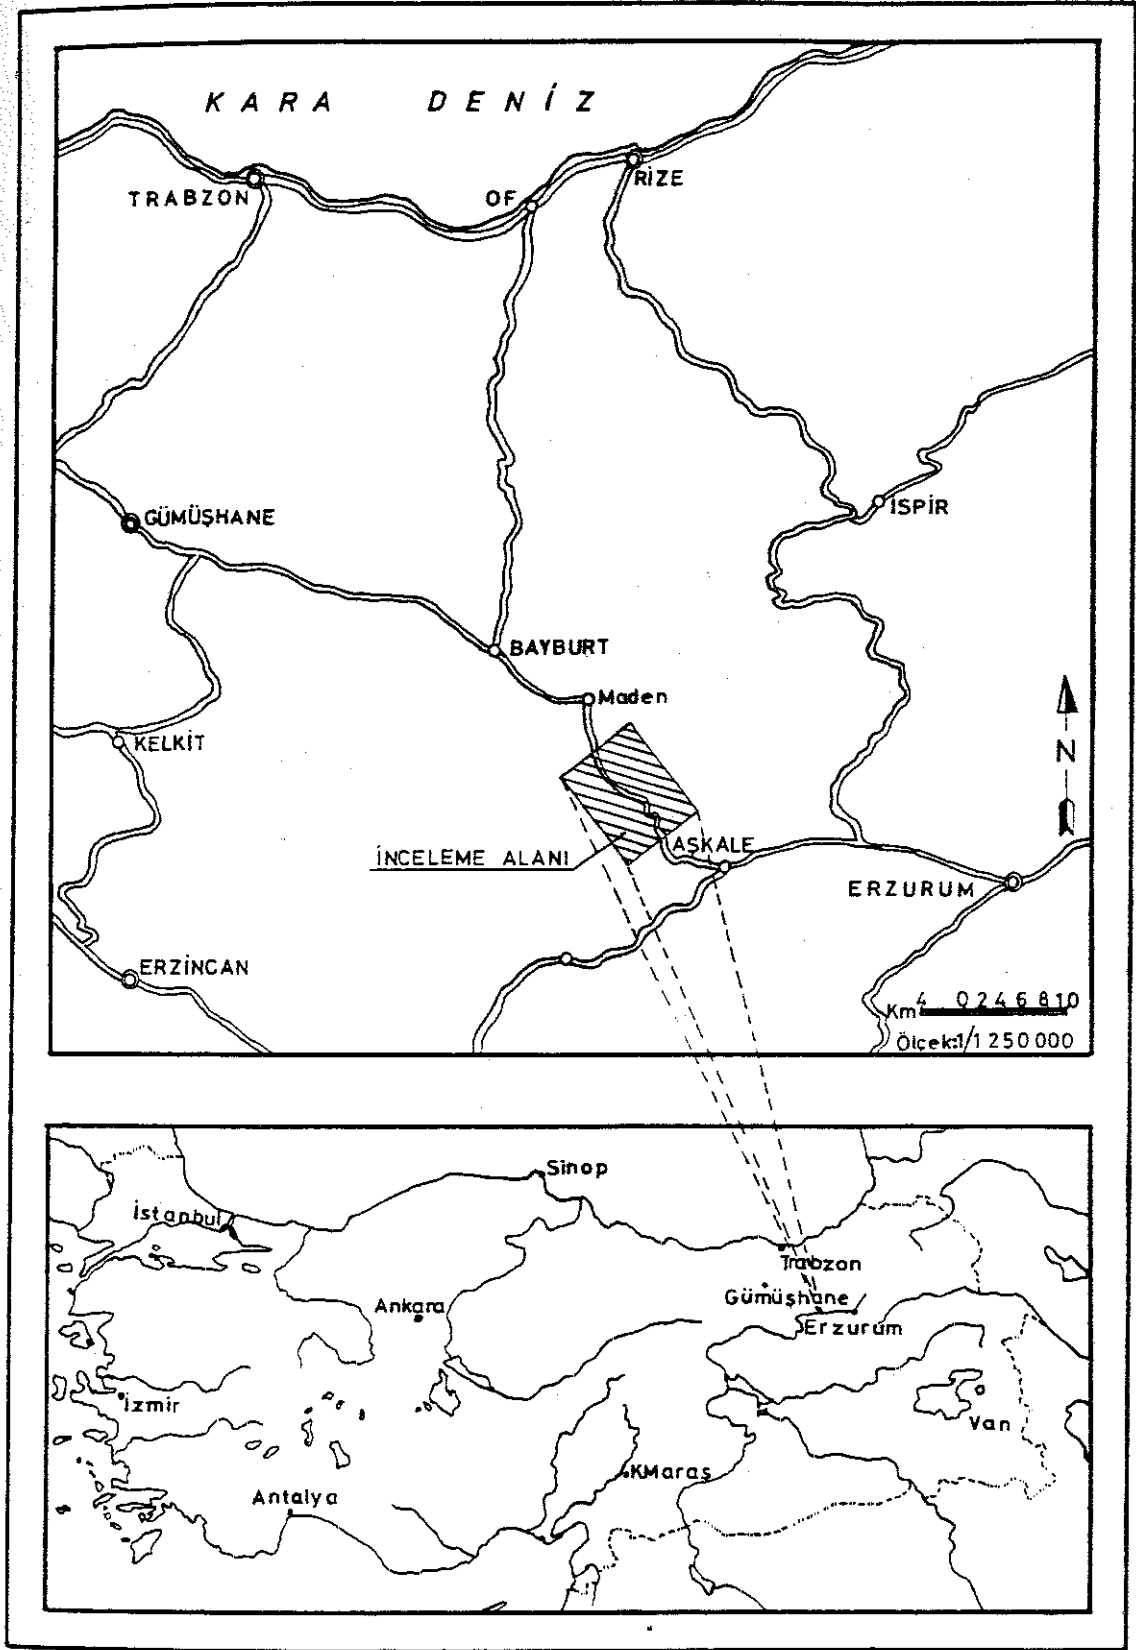 KARA DENİZ
TRABZON
OF
RİZE
GÜMÜŞHANE
İSPİR
BAYBURT
Maden
KELKİT
N
AŞKALE
İNCELEME ALANI
ERZURUM
ERZİNCAN
Km 4 0 2 4 6 8 10
Ölçek:1/1 250 000
Sinop
İstanbul
Trabzon
Gümüşhane
Ankara
Erzurum
İzmir
Van
K.Maraş
Antalya